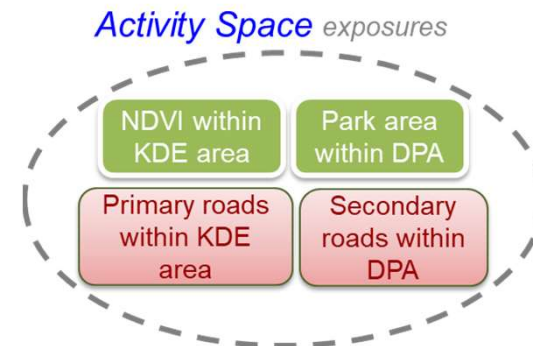 Activity Space exposures
NDVI within
KDE area
Park area
within DPA
Primary roads
within KDE
area
Secondary
roads within
DPA